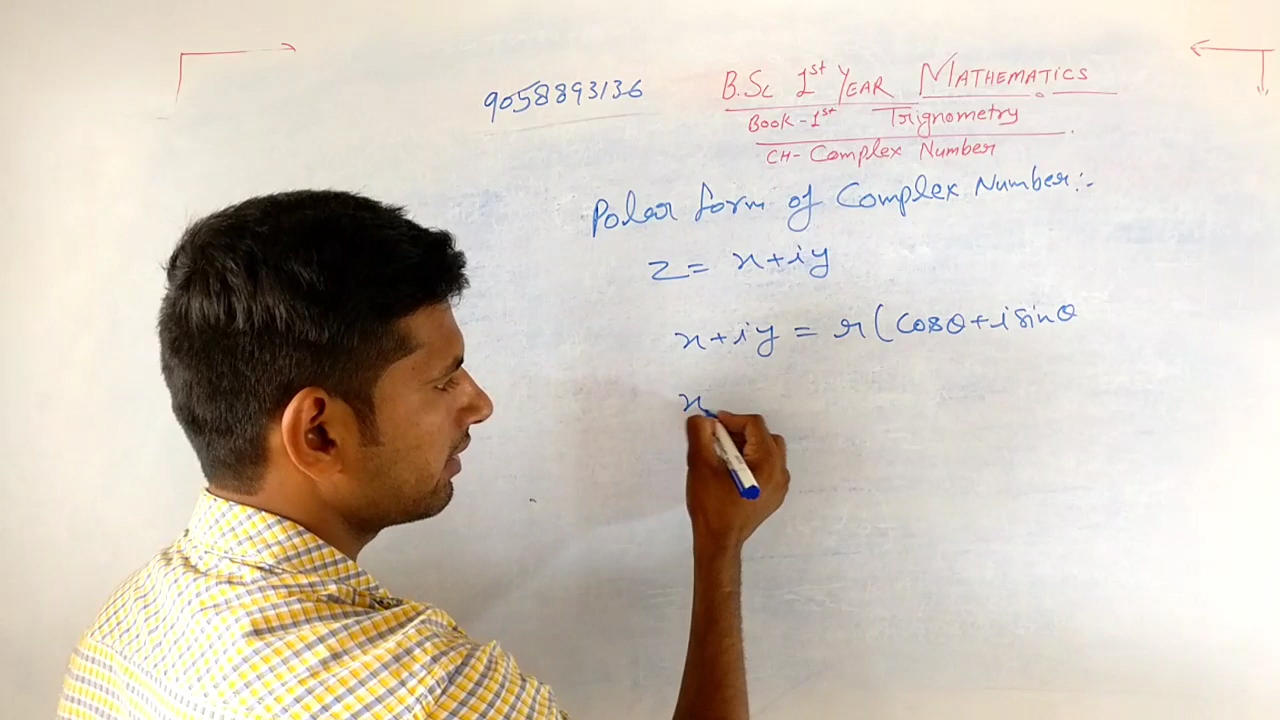 9058893136
B.Sc 1st YEAR MATHEMATICS
Book-1st Trignometry
CH- Complex Number
Polar form of Complex Number:-
z = x+iy
x+iy = r(cosθ+i sinθ
x